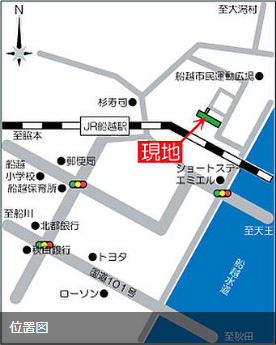 N
至大潟村
船越市民運動広場
杉寿司
JR船越駅
至脇本
現地
船越
小学校
郵便局
船越保育所
ショートステー
エミエル
至船川
北都銀行
至天王
秋田銀行
トヨタ
船越水道
国道101号
ローソン
位置図
至秋田